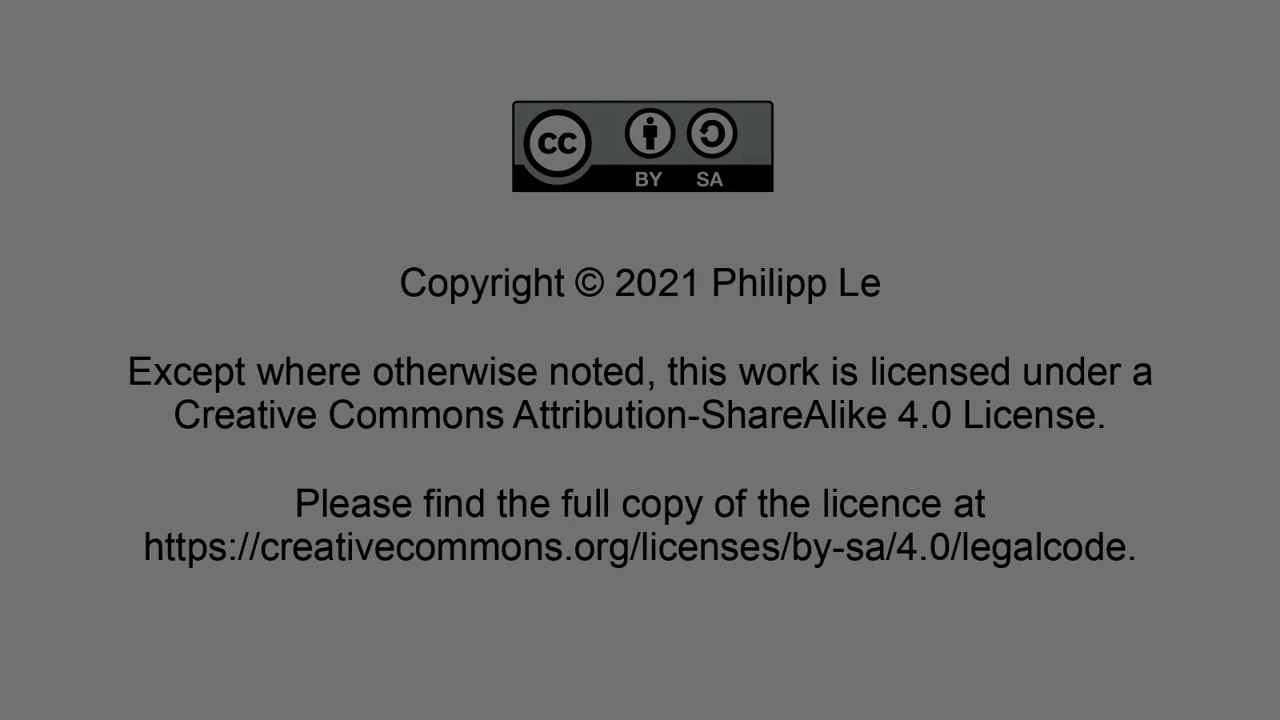 CC
BY SA
Copyright © 2021 Philipp Le
Except where otherwise noted, this work is licensed under a
Creative Commons Attribution-ShareAlike 4.0 License.
Please find the full copy of the licence at
https://creativecommons.org/licenses/by-sa/4.0/legalcode.